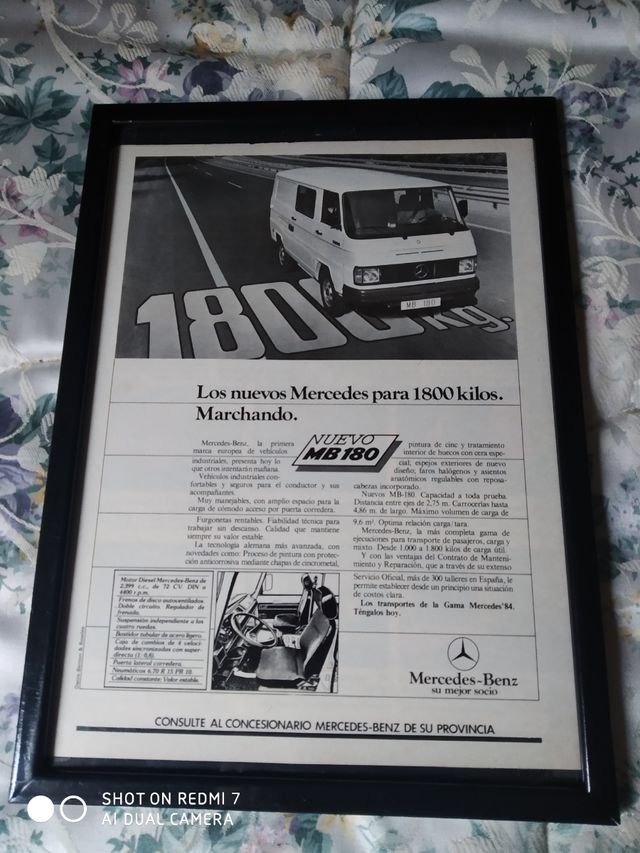 1800 kg.
MB 180
Los nuevos Mercedes para 1800 kilos.
Marchando.
NUEVO
MB 180
Mercedes-Benz, la primera
marca europea de vehículos
industriales, presenta hoy lo
que otros intentarán mañana.
Vehículos industriales con-
fortables y seguros para el conductor y sus
acompañantes.
Muy manejables, con amplio espacio para la
carga de cómodo acceso por puerta corredera.
Furgonetas rentables. Fiabilidad técnica para
trabajar sin descanso. Calidad que mantiene
siempre su valor estable.
La tecnología alemana más avanzada, con
novedades como: Proceso de pintura con protec-
ción anticorrosiva mediante chapas de cincrometal,
pintura de cinc y tratamiento
interior de huecos con cera espe-
cial, espejos exteriores de nuevo
diseño; faros halógenos y asientos
anatómicos regulables con reposa-
cabezas incorporado.
Nuevos MB-180. Capacidad a toda prueba.
Distancia entre ejes de 2,75 m. Carrocerías hasta
4,86 m. de largo. Máximo volumen de carga de
9,6 m³. Optima relación carga/tara.
Mercedes-Benz, la más completa gama de
ejecuciones para transporte de pasajeros, carga y
mixto. Desde 1.000 a 1.800 kilos de carga útil.
Y con las ventajas del Contrato de Manteni-
miento y Reparación, que a través de su extenso
Servicio Oficial, más de 300 talleres en España, le
permite establecer desde un principio una situación
de costos clara.
Los transportes de la Gama Mercedes'84.
Téngalos hoy.
Motor Diesel Mercedes-Benz de
2.399 c.c., de 72 CV DIN a
4400 r.p.m.
Frenos de disco autoventilados.
Doble circuito. Regulador de
frenado.
Suspensión independiente a las
cuatro ruedas.
Bastidor tubular de acero ligero.
Caja de cambios de 4 veloci-
dades sincronizadas con super-
directa (1: 0,8).
Puerta lateral corredera.
Neumáticos 6.70 R 15 PR 10.
Calidad constante: Valor estable.
Mercedes-Benz
su mejor socio
CONSULTE AL CONCESIONARIO MERCEDES-BENZ DE SU PROVINCIA
SHOT ON REDMI 7
AI DUAL CAMERA